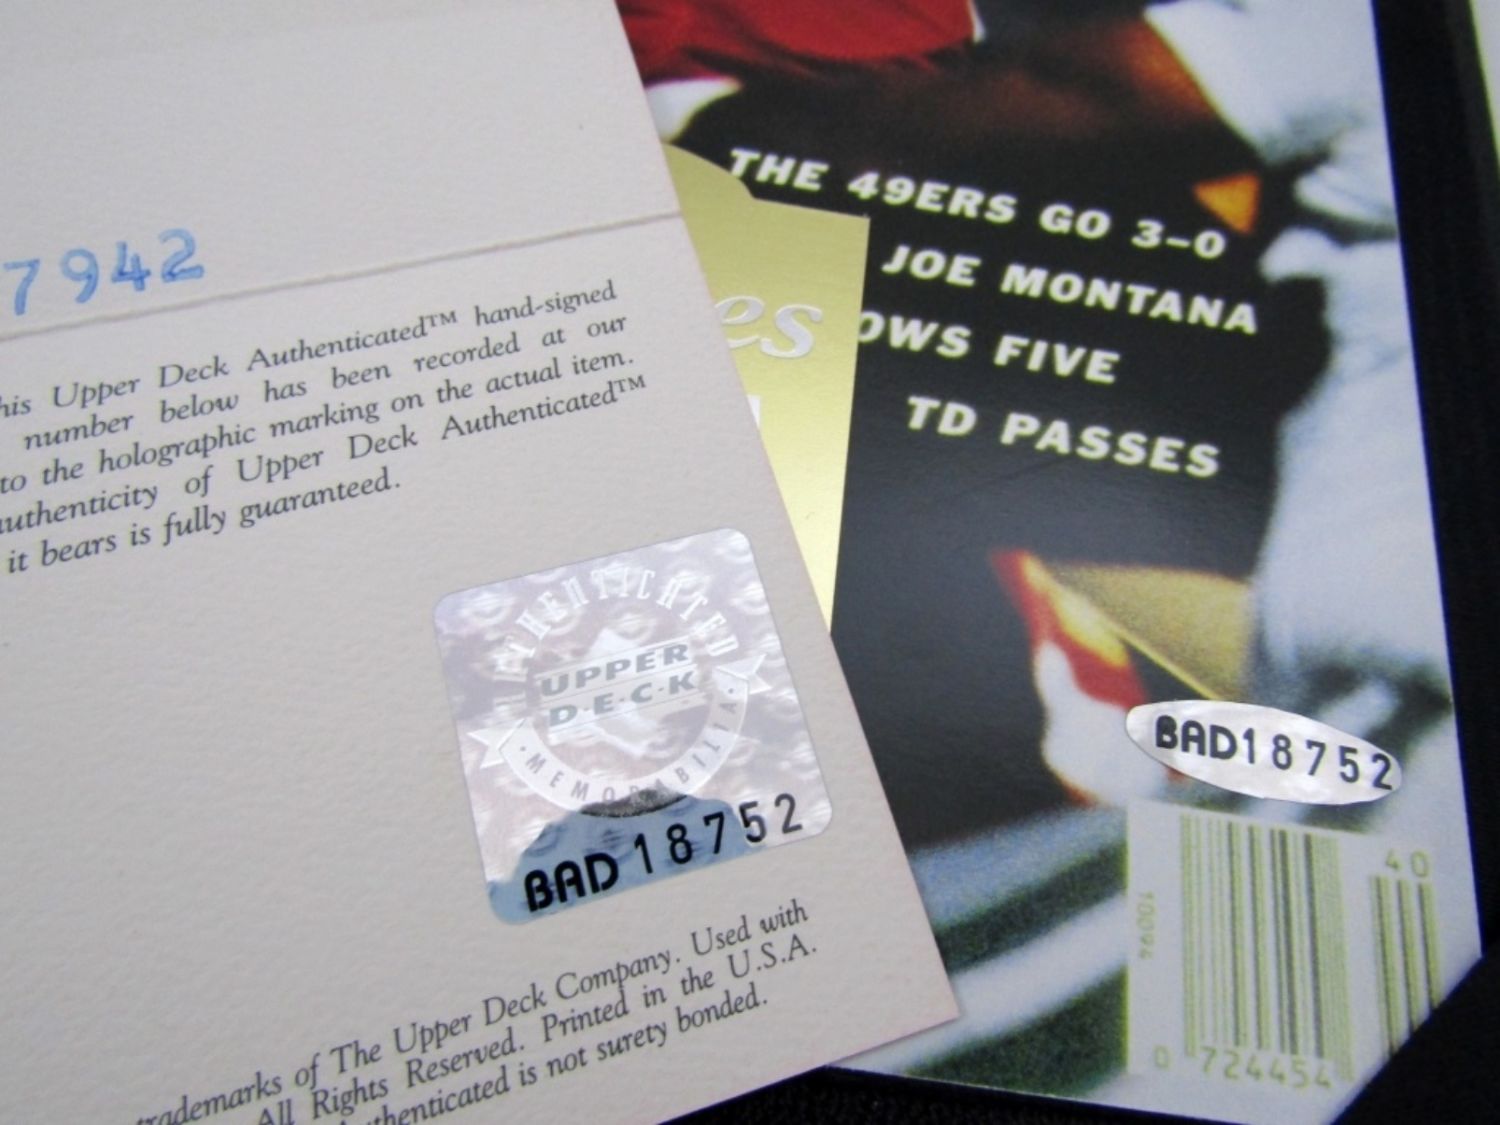 7942
his Upper Deck Authenticated™ hand-signed
number below has been recorded at our
to the holographic marking on the actual item.
authenticity of Upper Deck Authenticated™
it bears is fully guaranteed.
AUTHENTICATED
UPPER
D·E·C·K
·MEMORABILIA·
BAD18752
trademarks of The Upper Deck Company. Used with
All Rights Reserved. Printed in the U.S.A.
Authenticated is not surety bonded.
THE 49ERS GO 3-0
JOE MONTANA
OWS FIVE
TD PASSES
es
BAD18752
40
10094
0 724454